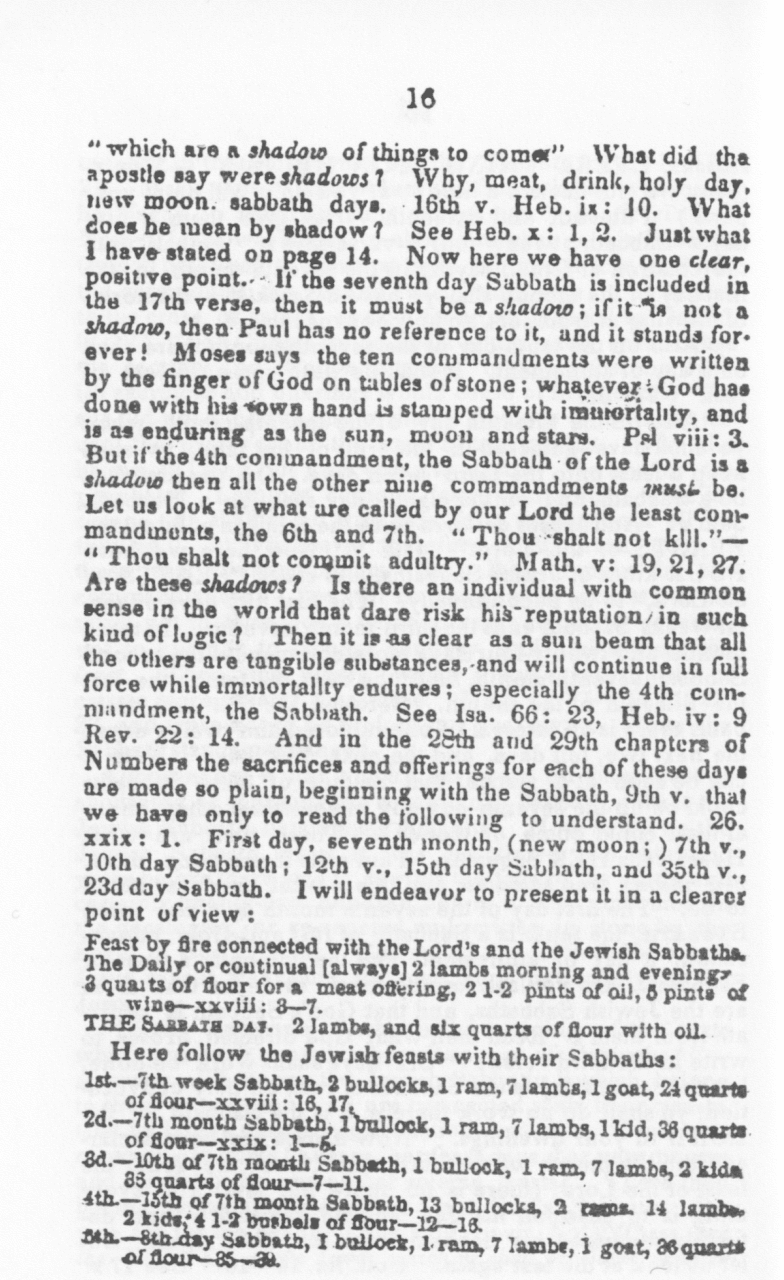 16
"which are a shadow of things to come" What did the
apostle say were shadows? Why, meat, drink, holy day,
new moon. sabbath days. 16th v. Heb. ix: 10. What
does he mean by shadow? See Heb. x: 1, 2. Just what
I have stated on page 14. Now here we have one clear,
positive point. If the seventh day Sabbath is included in
the 17th verse, then it must be a shadow; if it is not a
shadow, then Paul has no reference to it, and it stands for-
ever! Moses says the ten commandments were written
by the finger of God on tables of stone; whatever God has
done with his own hand is stamped with immortality, and
is as enduring as the sun, moon and stars. Psl viii: 3.
But if the 4th commandment, the Sabbath of the Lord is a
shadow then all the other nine commandments must be.
Let us look at what are called by our Lord the least com-
mandments, the 6th and 7th. "Thou shalt not kill."—
"Thou shalt not commit adultry." Math. v: 19, 21, 27.
Are these shadows? Is there an individual with common
sense in the world that dare risk his reputation in such
kind of logic? Then it is as clear as a sun beam that all
the others are tangible substances, and will continue in full
force while immortality endures; especially the 4th com-
mandment, the Sabbath. See Isa. 66: 23, Heb. iv: 9
Rev. 22: 14. And in the 28th and 29th chapters of
Numbers the sacrifices and offerings for each of these days
are made so plain, beginning with the Sabbath, 9th v. that
we have only to read the following to understand. 26.
xxix: 1. First day, seventh month, (new moon;) 7th v.,
10th day Sabbath; 12th v., 15th day Sabbath, and 35th v.,
23d day Sabbath. I will endeavor to present it in a clearer
point of view:
Feast by fire connected with the Lord's and the Jewish Sabbaths.
The Daily or continual [always] 2 lambs morning and evening
3 quarts of flour for a meat offering, 2 1-2 pints of oil, 5 pints of
wine—xxviii: 3—7.
THE SABBATH DAY. 2 lambs, and six quarts of flour with oil.
Here follow the Jewish feasts with their Sabbaths:
1st.—7th week Sabbath, 2 bullocks, 1 ram, 7 lambs, 1 goat, 24 quarts
of flour—xxviii: 16, 17.
2d.—7th month Sabbath, 1 bullock, 1 ram, 7 lambs, 1 kid, 36 quarts
of flour—xxix: 1—6.
3d.—10th of 7th month Sabbath, 1 bullock, 1 ram, 7 lambs, 2 kids
36 quarts of flour—7—11.
4th—15th of 7th month Sabbath, 13 bullocks, 2 rams. 14 lambs,
2 kids, 4 1-2 bushels of flour—12—16.
5th—8th day Sabbath, 1 bullock, 1 ram, 7 lambs, 1 goat, 36 quarts
of flour—35—39.